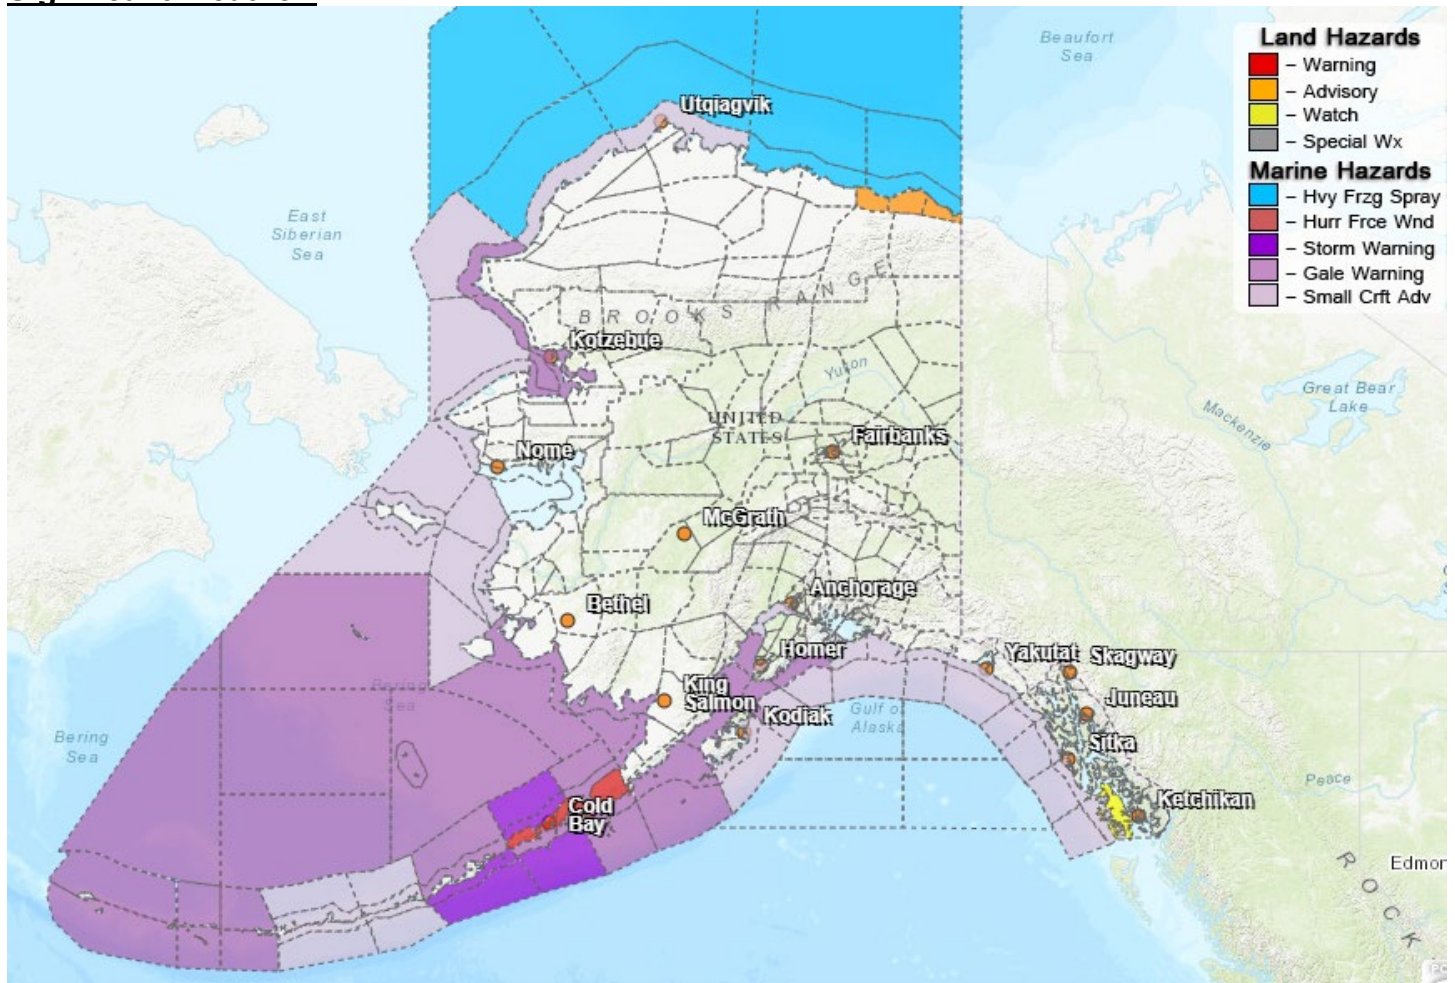 Beaufort
Sea
Land Hazards
– Warning
– Advisory
– Watch
– Special Wx
Marine Hazards
– Hvy Frzg Spray
– Hurr Frce Wnd
– Storm Warning
– Gale Warning
– Small Crft Adv
Utqiagvik
East
Siberian
Sea
BROOKS RANGE
Kotzebue
Yukon
Great Bear
Lake
Mackenzie
UNITED
STATES
Fairbanks
Nome
McGrath
Anchorage
Bethel
Homer
Yakutat
Skagway
King
Salmon
Bering
Sea
Juneau
Kodiak
Gulf of
Alaska
Sitka
Bering
Sea
Peace
Cold
Bay
Ketchikan
Edmor
ROCK